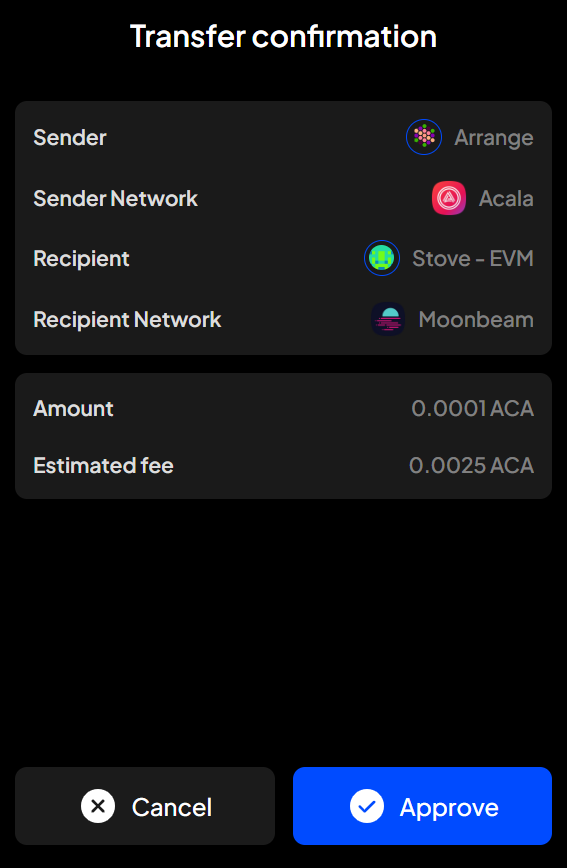 Transfer confirmation
Sender Arrange
Sender Network Acala
Recipient Stove - EVM
Recipient Network Moonbeam
Amount 0.0001 ACA
Estimated fee 0.0025 ACA
Cancel Approve